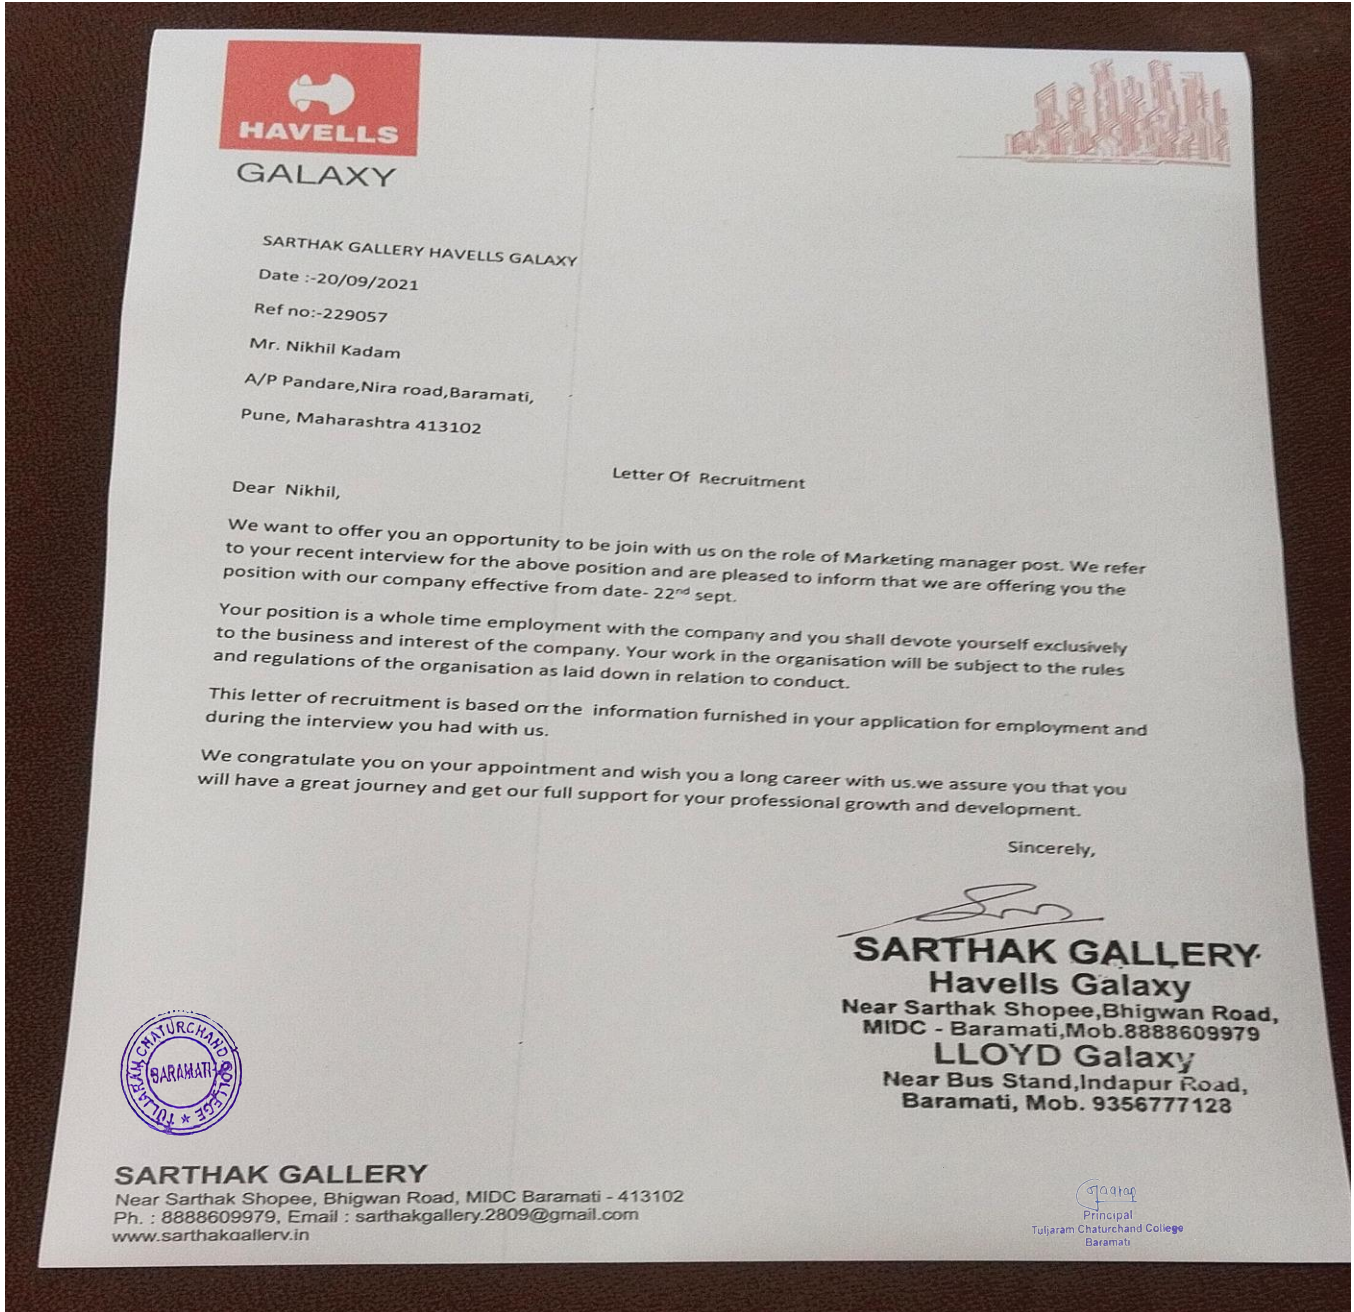 HAVELLS
GALAXY
SARTHAK GALLERY HAVELLS GALAXY
Date :-20/09/2021
Ref no:-229057
Mr. Nikhil Kadam
A/P Pandare,Nira road,Baramati,
Pune, Maharashtra 413102
Letter Of Recruitment
Dear Nikhil,
We want to offer you an opportunity to be join with us on the role of Marketing manager post. We refer
to your recent interview for the above position and are pleased to inform that we are offering you the
position with our company effective from date- 22nd sept.
Your position is a whole time employment with the company and you shall devote yourself exclusively
to the business and interest of the company. Your work in the organisation will be subject to the rules
and regulations of the organisation as laid down in relation to conduct.
This letter of recruitment is based on the information furnished in your application for employment and
during the interview you had with us.
We congratulate you on your appointment and wish you a long career with us.we assure you that you
will have a great journey and get our full support for your professional growth and development.
Sincerely,
SARTHAK GALLERY
Havells Galaxy
Near Sarthak Shopee,Bhigwan Road,
MIDC - Baramati,Mob.8888609979
LLOYD Galaxy
Near Bus Stand,Indapur Road,
Baramati, Mob. 9356777128
TULJARAM CHATURCHAND COLLEGE
BARAMATI
SARTHAK GALLERY
Near Sarthak Shopee, Bhigwan Road, MIDC Baramati - 413102
Ph. : 8888609979, Email : sarthakgallery.2809@gmail.com
www.sarthakgallery.in
Principal
Tuljaram Chaturchand College
Baramati